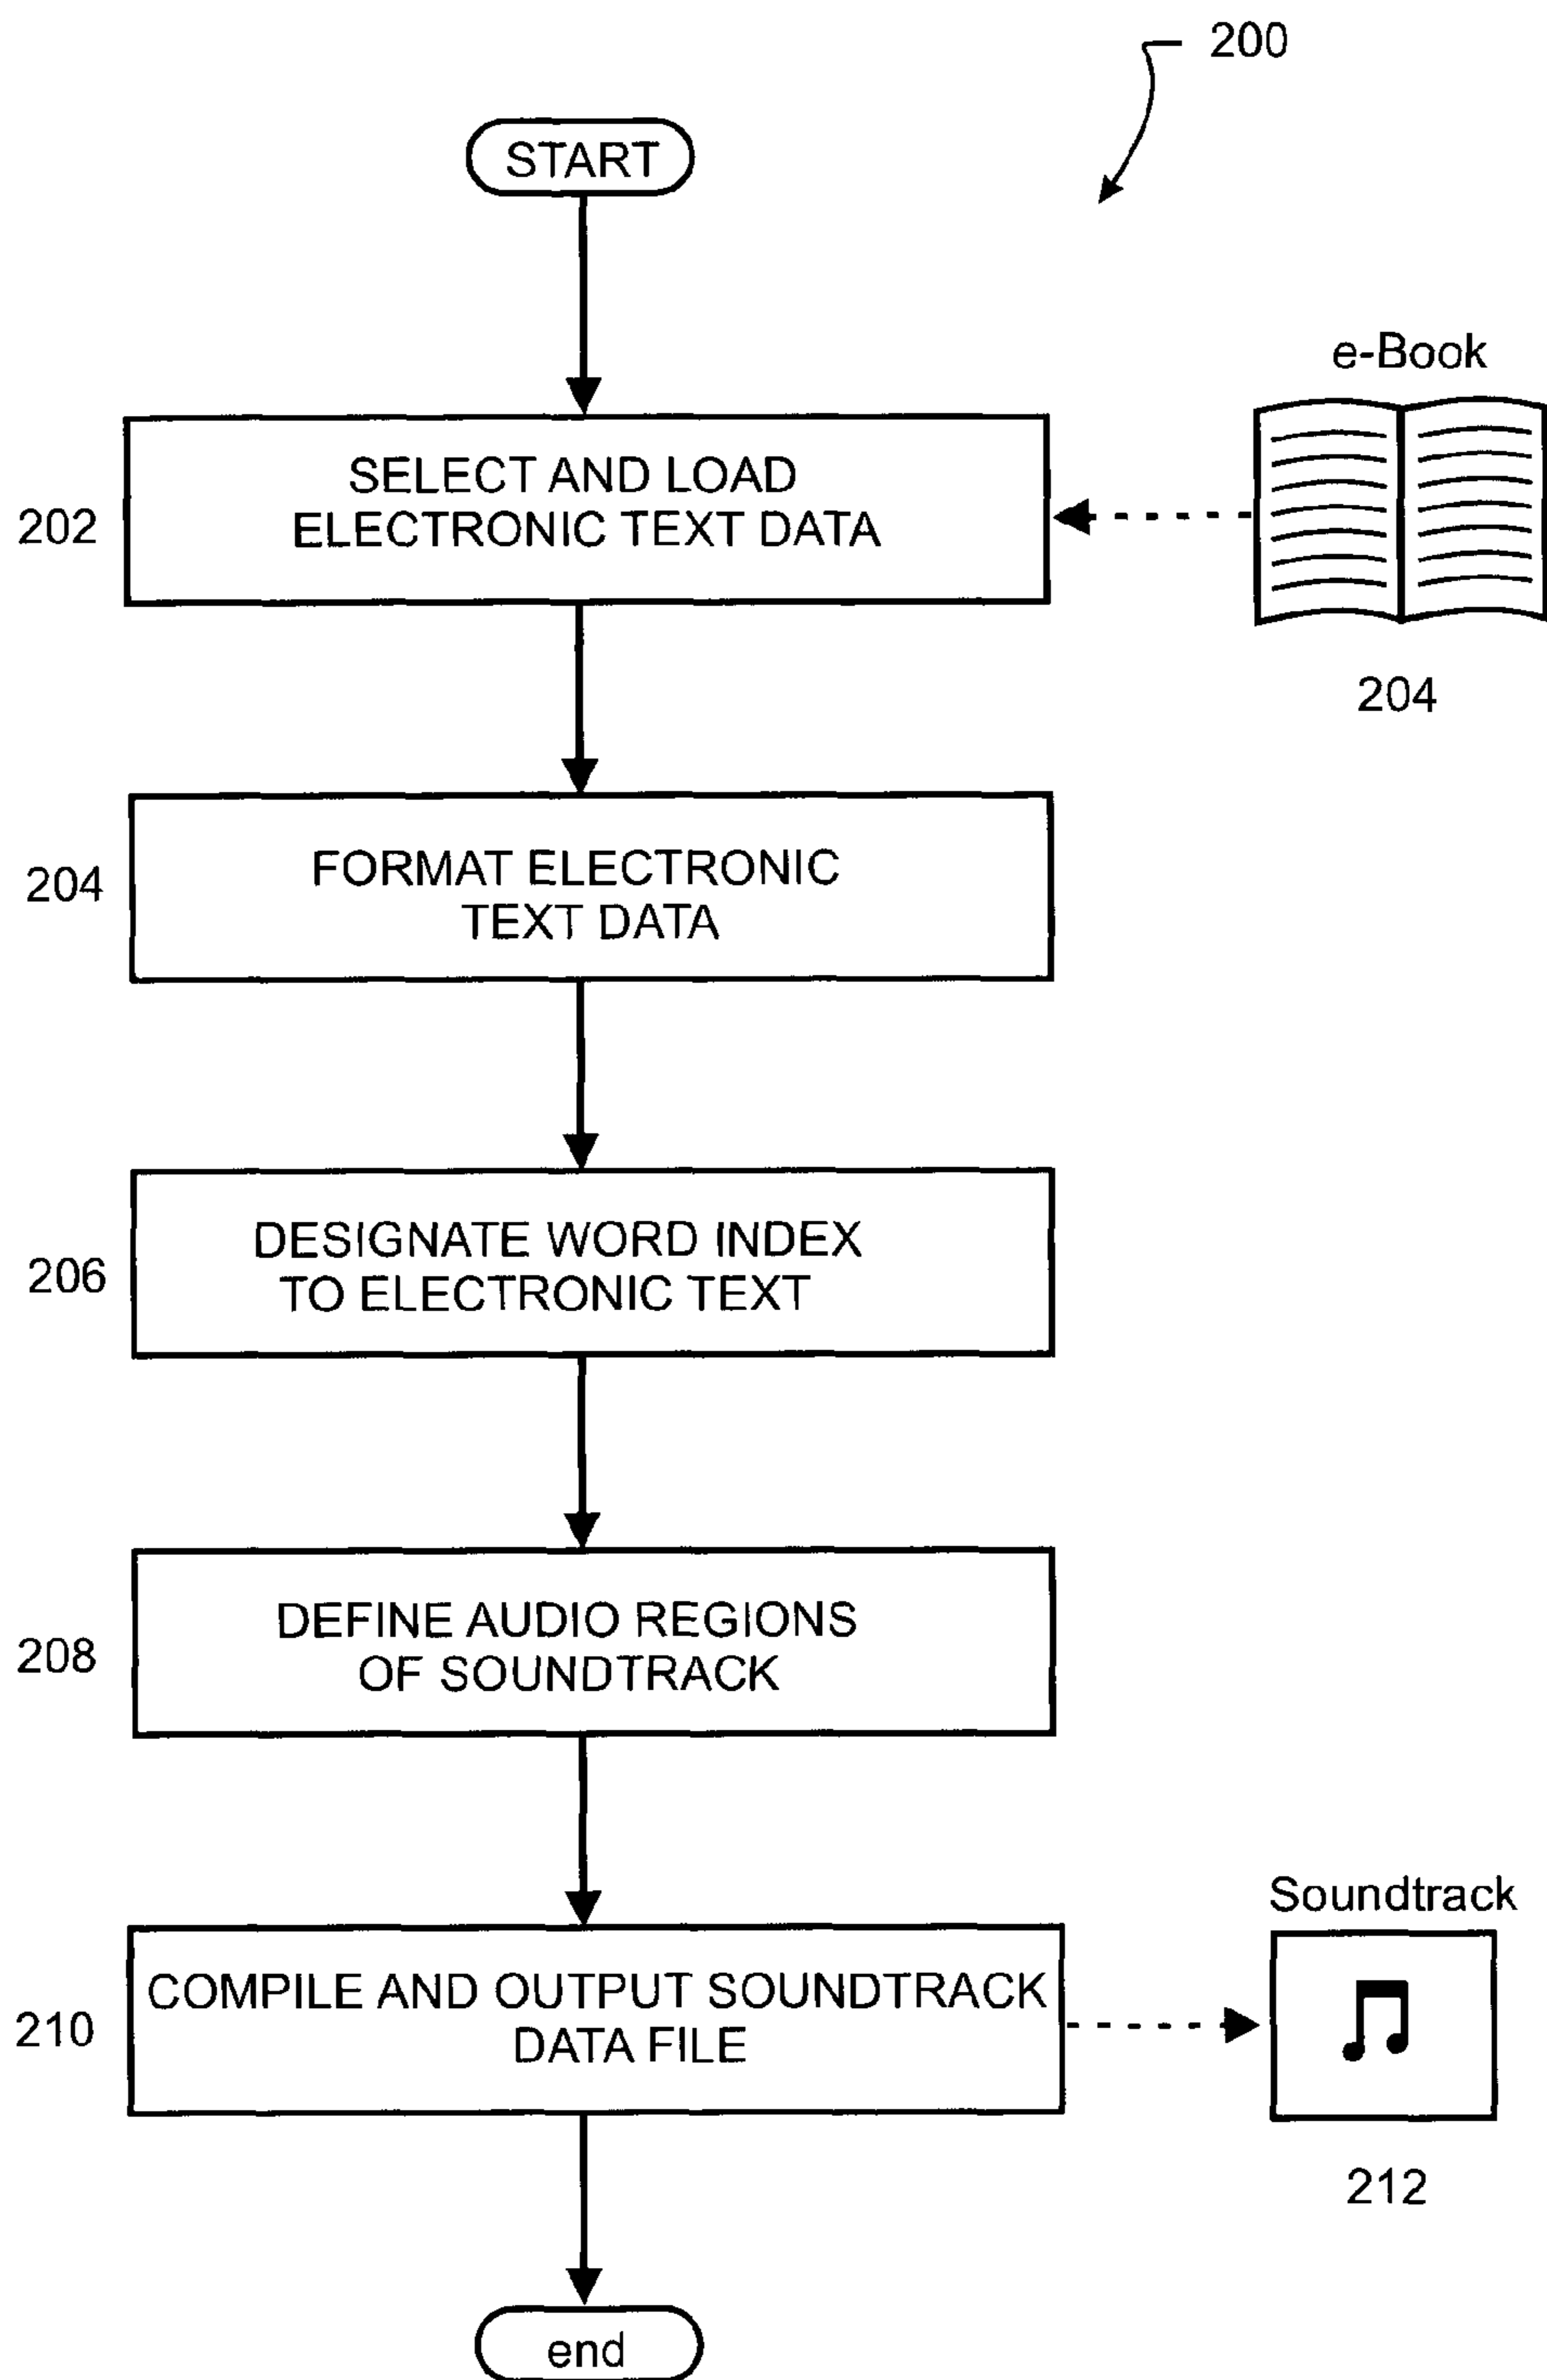 200
START
e-Book
SELECT AND LOAD
ELECTRONIC TEXT DATA
202
204
FORMAT ELECTRONIC
TEXT DATA
204
DESIGNATE WORD INDEX
TO ELECTRONIC TEXT
206
DEFINE AUDIO REGIONS
OF SOUNDTRACK
208
Soundtrack
COMPILE AND OUTPUT SOUNDTRACK
DATA FILE
210
212
end